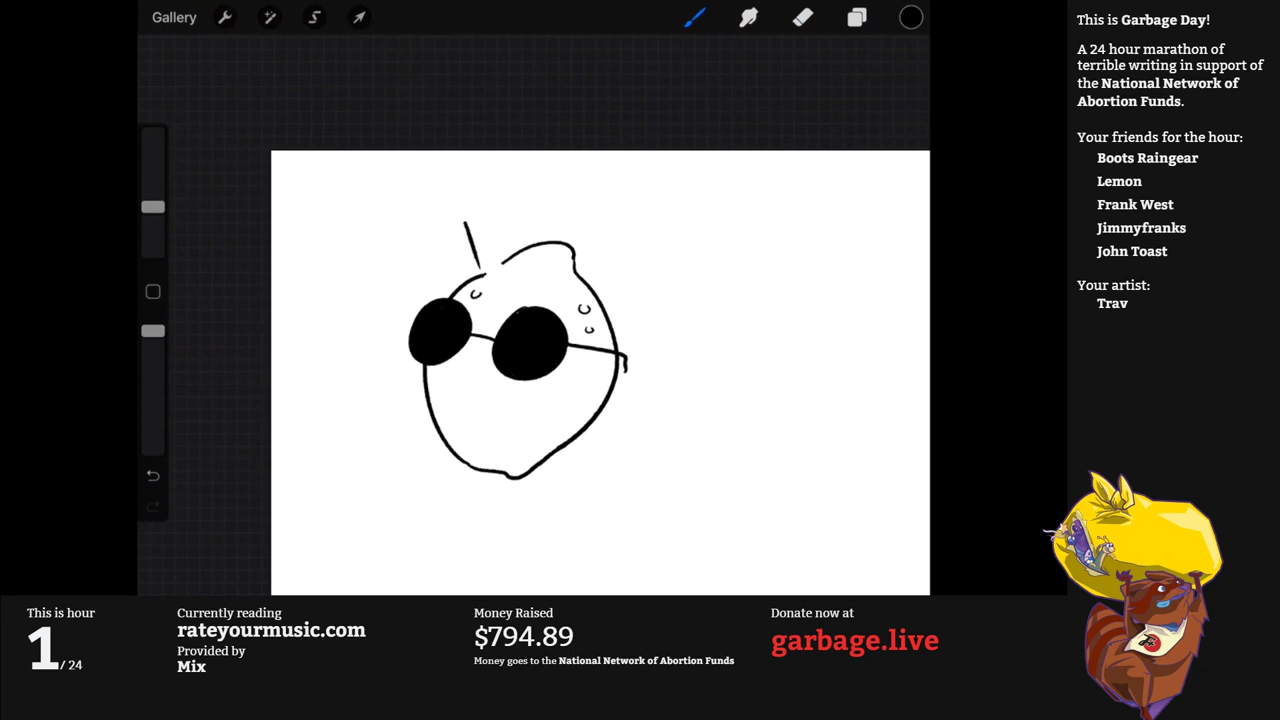 Gallery
This is Garbage Day!
A 24 hour marathon of
terrible writing in support of
the National Network of
Abortion Funds.
Your friends for the hour:
Boots Raingear
Lemon
Frank West
Jimmyfranks
John Toast
Your artist:
Trav
This is hour
1 / 24
Currently reading
rateyourmusic.com
Provided by
Mix
Money Raised
$794.89
Money goes to the National Network of Abortion Funds
Donate now at
garbage.live